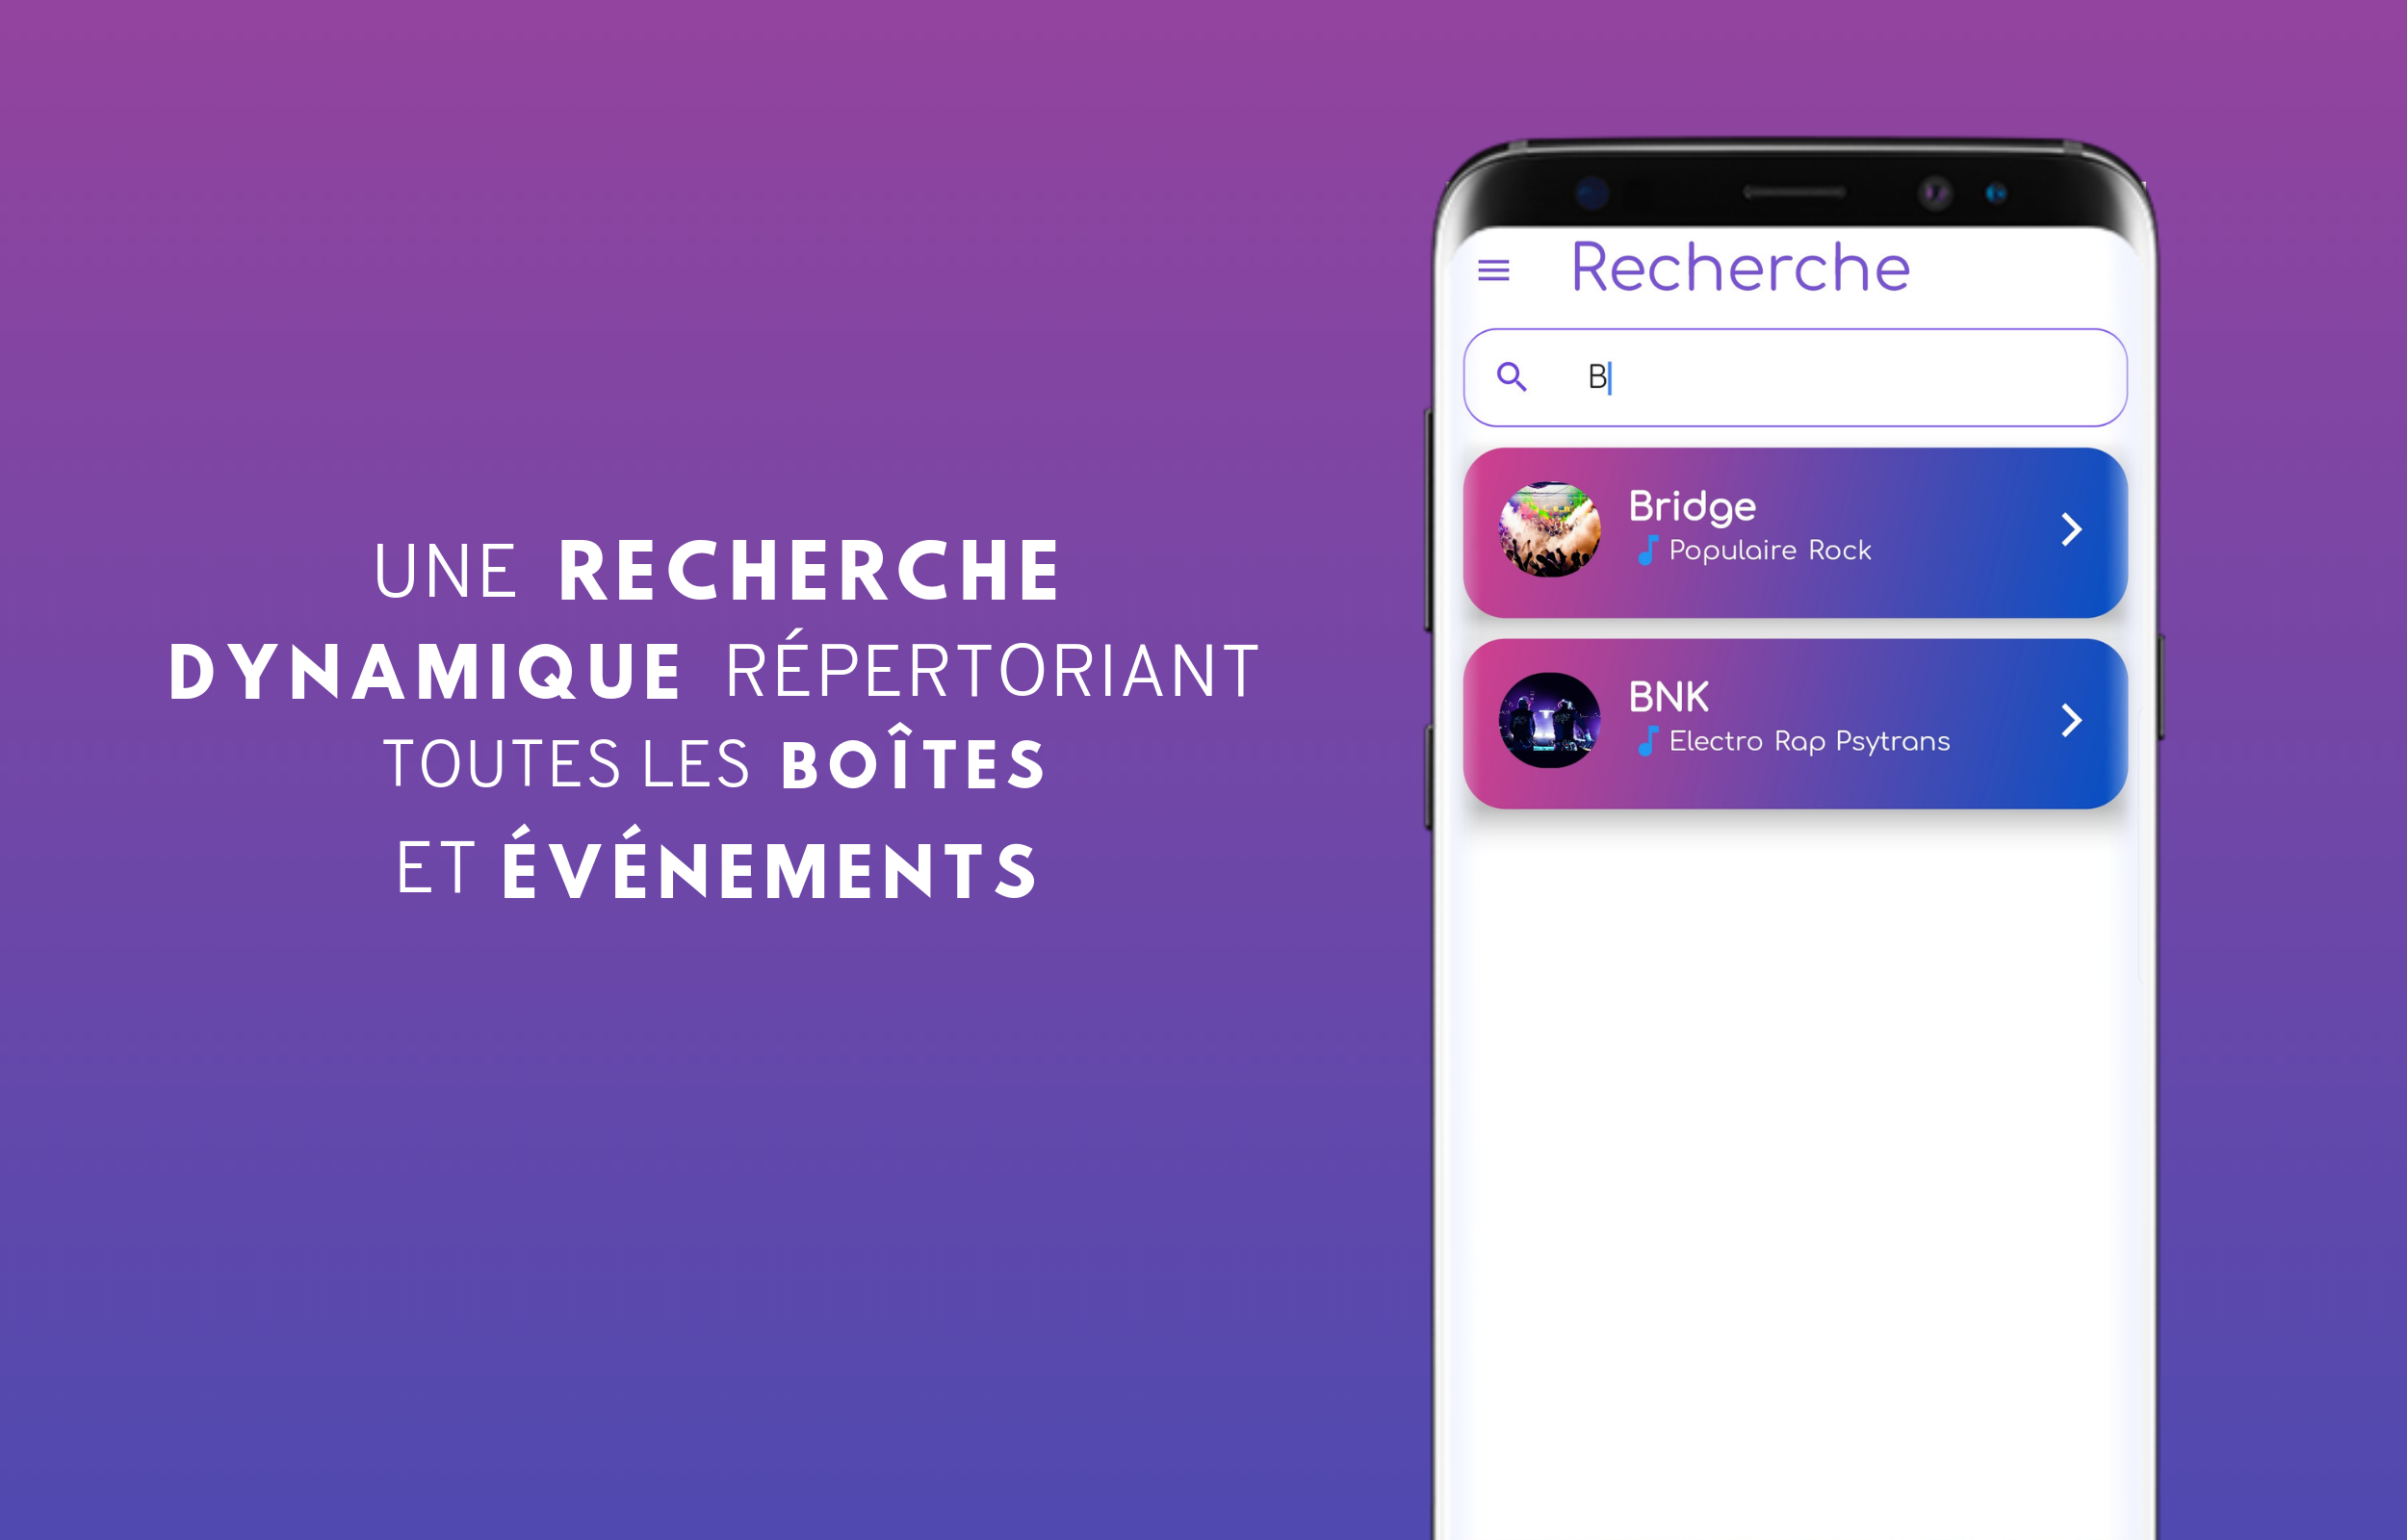 UNE RECHERCHE
DYNAMIQUE RÉPERTORIANT
TOUTES LES BOÎTES
ET ÉVÉNEMENTS
Recherche
B
Bridge
Populaire Rock
BNK
Electro Rap Psytrans